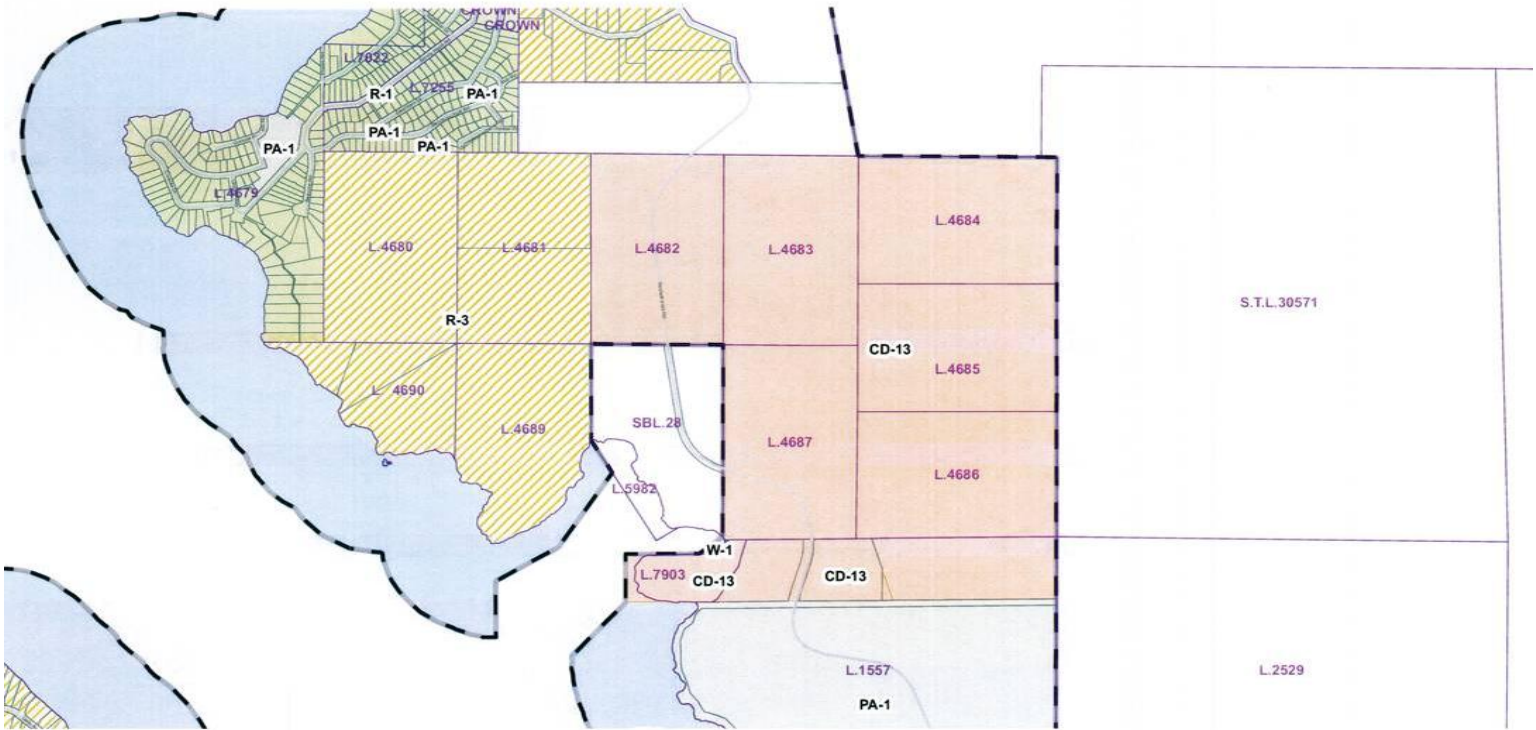 CROWN
CROWN
L.7022
R-1
L.7255
PA-1
PA-1
PA-1
PA-1
L.4679
L.4680
L.4681
L.4682
L.4683
L.4684
S.T.L.30571
R-3
CD-13
L.4685
L. 4690
L.4689
SBL.28
L.4687
L.4686
L.5982
W-1
L.7903
CD-13
CD-13
L.1557
L.2529
PA-1